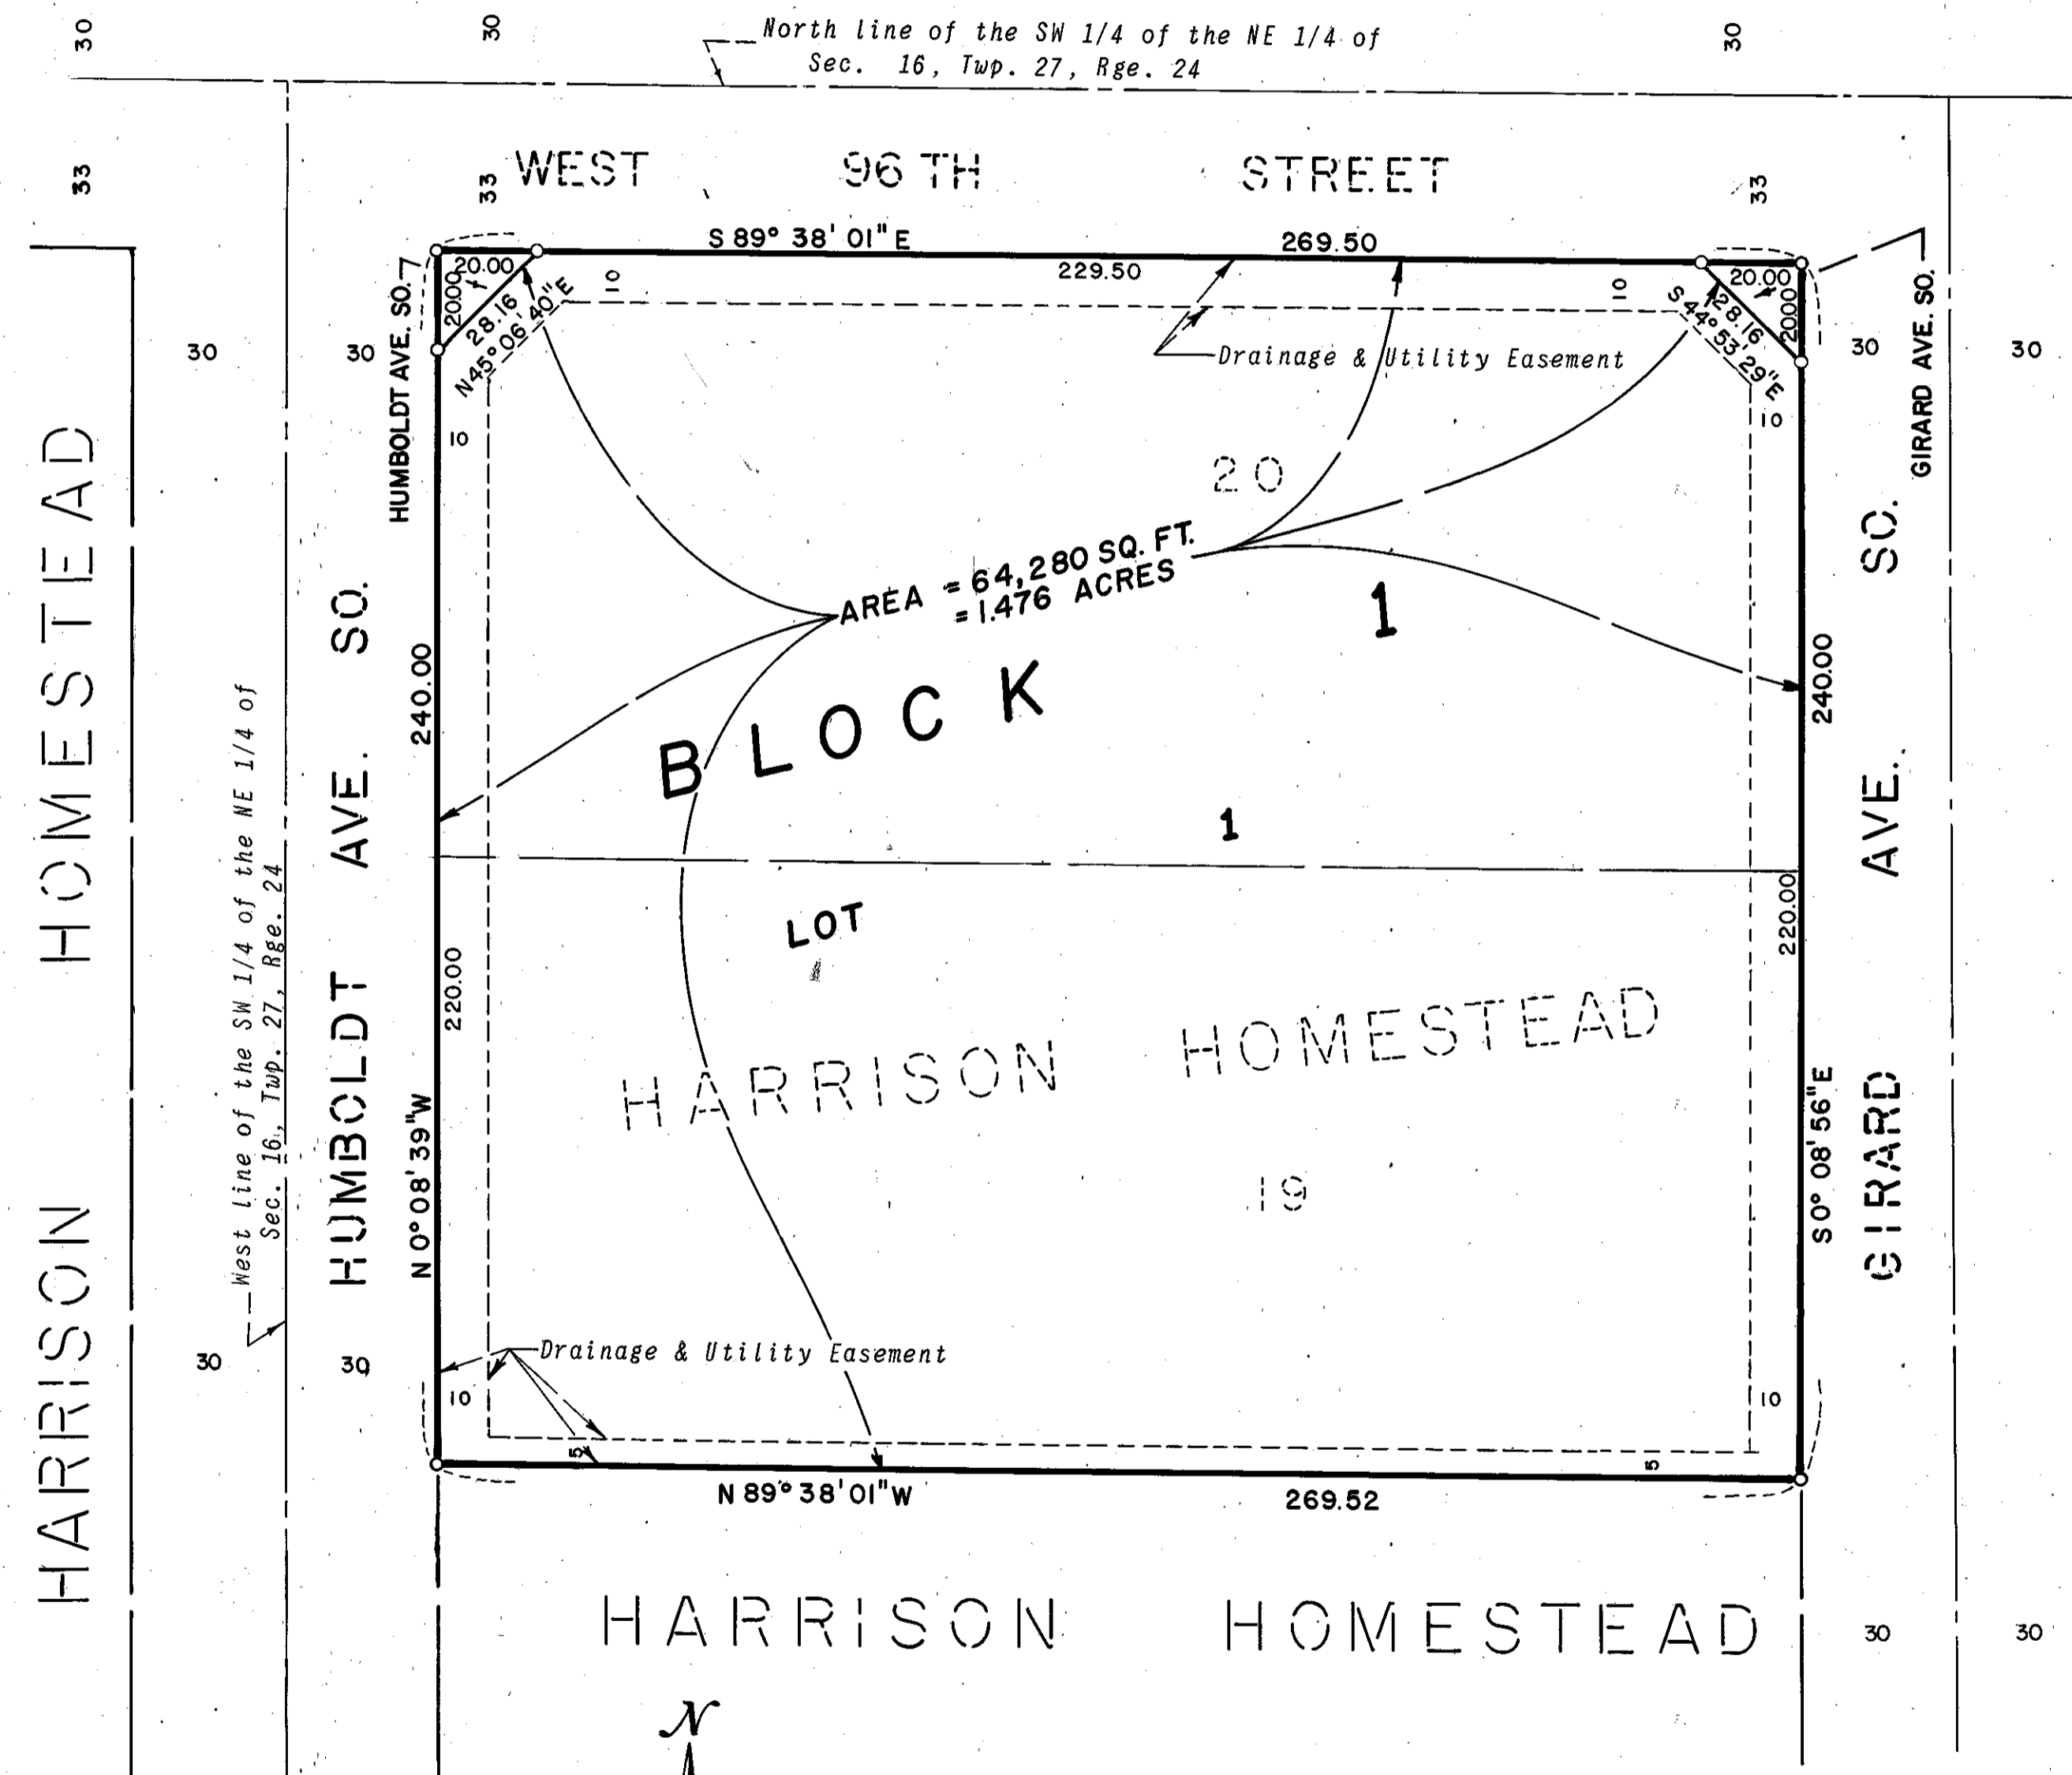 30
30
30
North line of the SW 1/4 of the NE 1/4 of
Sec. 16, Twp. 27, Rge. 24
33
33
33
WEST 96TH STREET
S 89° 38' 01" E
269.50
229.50
20.00
20.00
28.16
N 45° 06' 40" E
10
10
20.00
20.00
28.16
S 44° 53' 29" E
HUMBOLDT AVE. SO.
GIRARD AVE. SO.
30
30
30
30
Drainage & Utility Easement
10
10
20
AREA = 64,280 SQ. FT.
= 1.476 ACRES
1
BLOCK
1
LOT
240.00
240.00
220.00
220.00
HARRISON HOMESTEAD
West line of the SW 1/4 of the NE 1/4 of
Sec. 16, Twp. 27, Rge. 24
HUMBOLDT AVE. SO.
N 0° 08' 39" W
S 0° 08' 56" E
GIRARD AVE. SO.
HARRISON HOMESTEAD
19
30
30
Drainage & Utility Easement
10
10
5
5
N 89° 38' 01" W
269.52
HARRISON HOMESTEAD
30
30
N